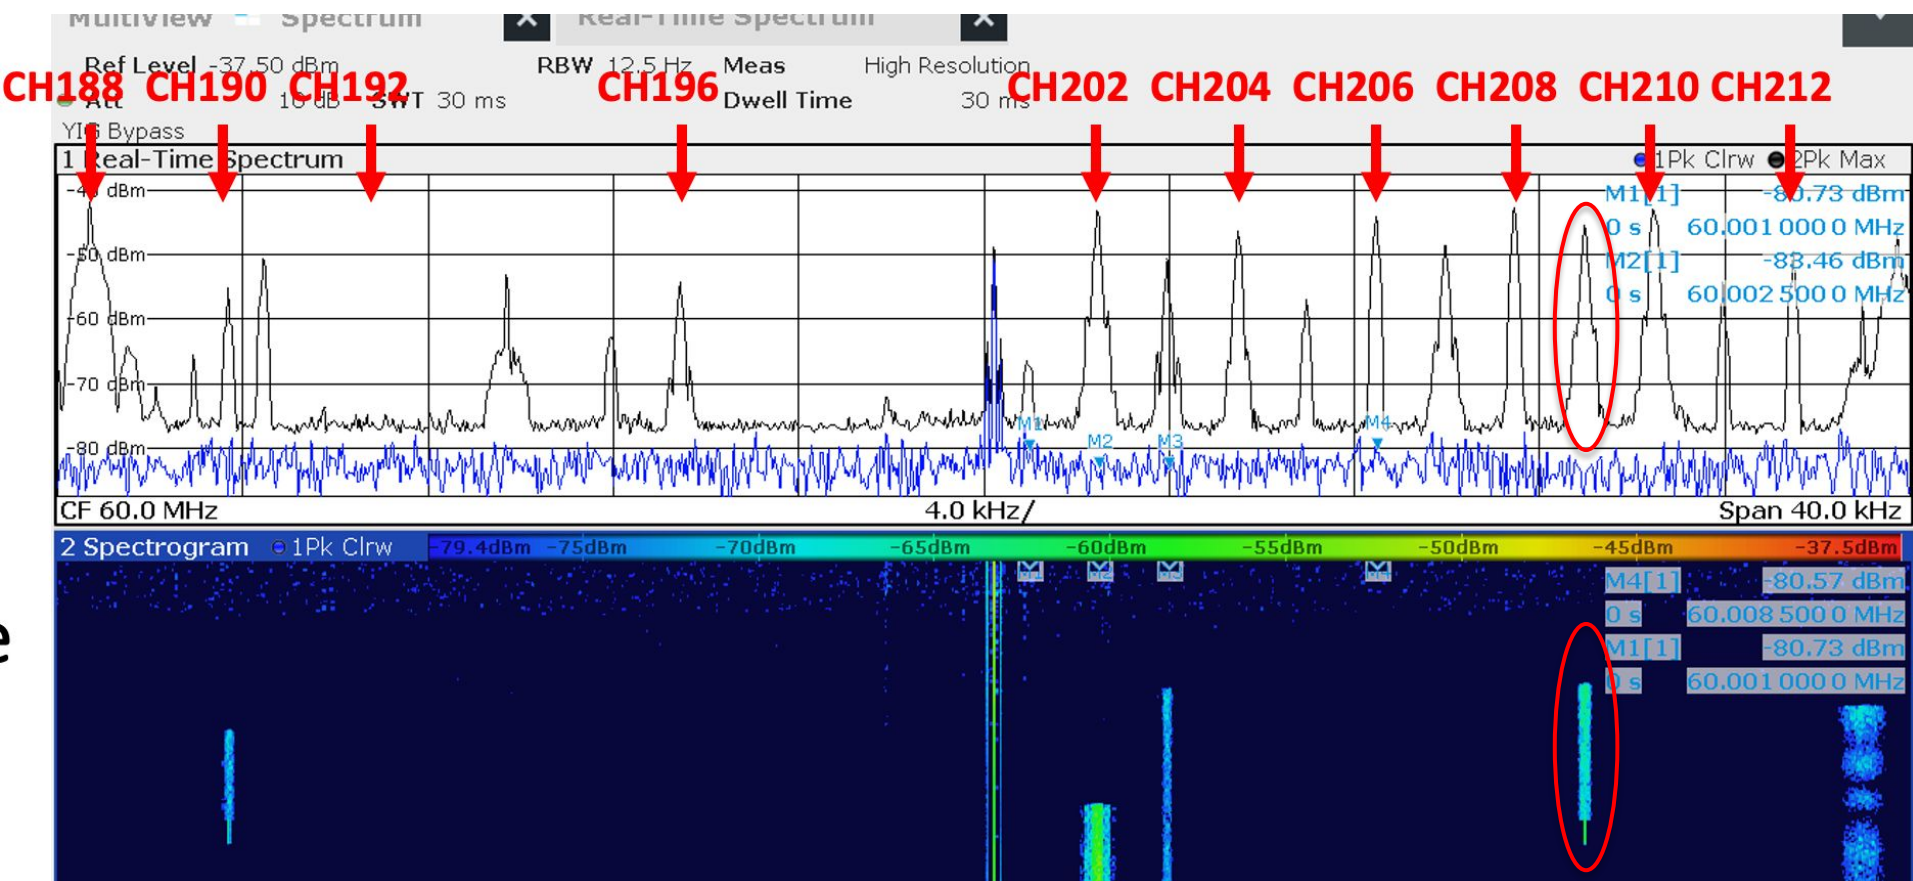 MultiView Spectrum × Real-Time Spectrum ×
Ref Level -37.50 dBm RBW 12.5 Hz Meas High Resolution
CH188 CH190 CH192 CH196 CH202 CH204 CH206 CH208 CH210 CH212
Att 10 dB SWT 30 ms Dwell Time 30 ms
YIG Bypass
1 Real-Time Spectrum 1Pk Clrw 2Pk Max
-40 dBm
M1[1] -80.73 dBm
0 s 60.001 000 0 MHz
-50 dBm
M2[1] -83.46 dBm
0 s 60.002 500 0 MHz
-60 dBm
-70 dBm
M1 M2 M3 M4
-80 dBm
CF 60.0 MHz 4.0 kHz/ Span 40.0 kHz
2 Spectrogram 1Pk Clrw -79.4dBm -75dBm -70dBm -65dBm -60dBm -55dBm -50dBm -45dBm -37.5dBm
M1 M2 M3 M4
M4[1] -80.57 dBm
0 s 60.008 500 0 MHz
e
M1[1] -80.73 dBm
0 s 60.001 000 0 MHz